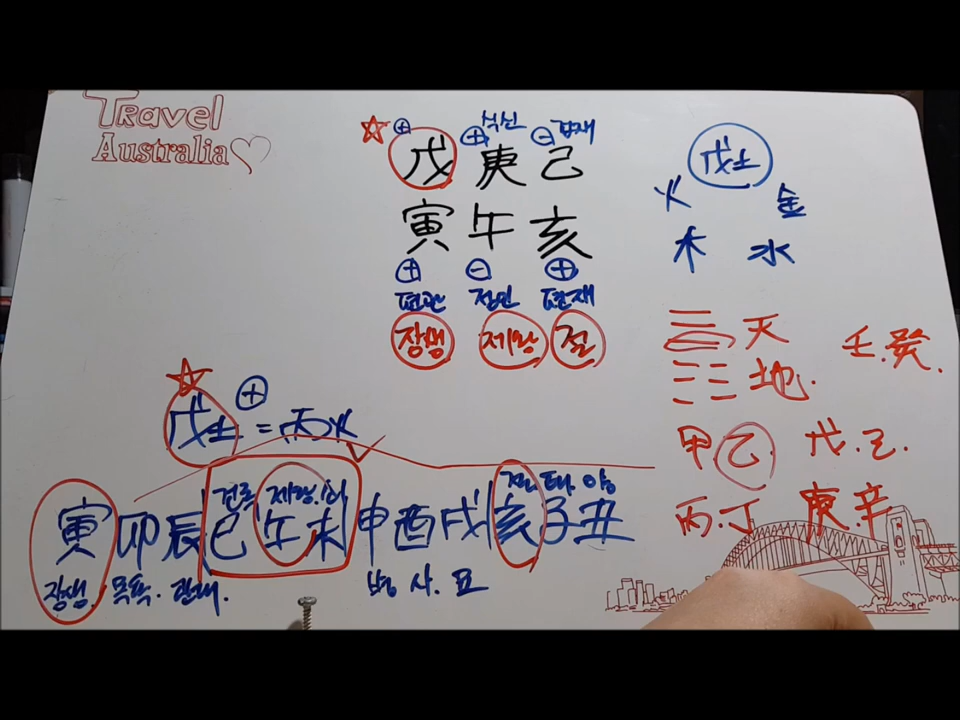 Travel
Australia
식신 겁재
戊 庚 己
寅 午 亥
편관 정인 편재
장생 제왕 절
戊土
火 金
木 水
天
地.
壬.癸.
甲乙 戊.己.
丙.丁 庚辛
戊土 = 丙火
건록 제왕.쇠 절 태 양
寅卯辰巳午未申酉戌亥子丑
장생.목욕.관대. 병.사.묘